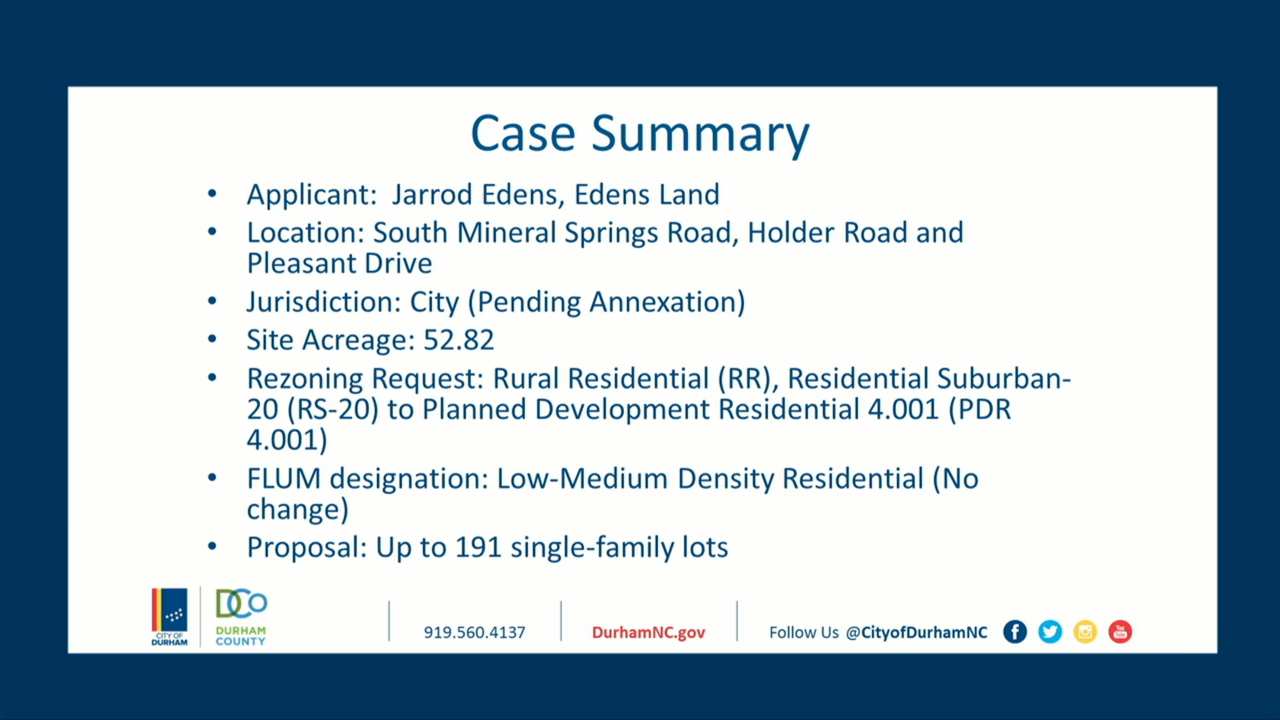 Case Summary
• Applicant: Jarrod Edens, Edens Land
• Location: South Mineral Springs Road, Holder Road and
Pleasant Drive
• Jurisdiction: City (Pending Annexation)
• Site Acreage: 52.82
• Rezoning Request: Rural Residential (RR), Residential Suburban-
20 (RS-20) to Planned Development Residential 4.001 (PDR
4.001)
• FLUM designation: Low-Medium Density Residential (No
change)
• Proposal: Up to 191 single-family lots
CITY OF
DURHAM
DCo
DURHAM
COUNTY
919.560.4137
DurhamNC.gov
Follow Us @CityofDurhamNC
You
Tube